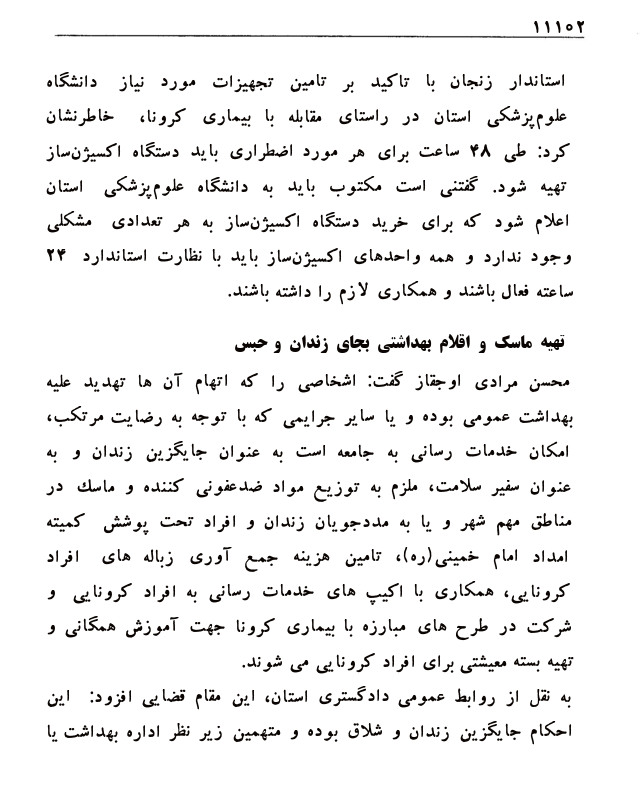 ۱۱۱۰۲
استاندار زنجان با تاکید بر تامین تجهیزات مورد نیاز دانشگاه
علوم‌پزشکی استان در راستای مقابله با بیماری کرونا، خاطرنشان
کرد: طی ۴۸ ساعت برای هر مورد اضطراری باید دستگاه اکسیژن‌ساز
تهیه شود. گفتنی است مکتوب باید به دانشگاه علوم‌پزشکی استان
اعلام شود که برای خرید دستگاه اکسیژن‌ساز به هر تعدادی مشکلی
وجود ندارد و همه واحدهای اکسیژن‌ساز باید با نظارت استاندارد ۲۴
ساعته فعال باشند و همکاری لازم را داشته باشند.
تهیه ماسک و اقلام بهداشتی بجای زندان و حبس
محسن مرادی اوجقاز گفت: اشخاصی را که اتهام آن ها تهدید علیه
بهداشت عمومی بوده و یا سایر جرایمی که با توجه به رضایت مرتکب،
امکان خدمات رسانی به جامعه است به عنوان جایگزین زندان و به
عنوان سفیر سلامت، ملزم به توزیع مواد ضدعفونی کننده و ماسك در
مناطق مهم شهر و یا به مددجویان زندان و افراد تحت پوشش کمیته
امداد امام خمینی(ره)، تامین هزینه جمع آوری زباله های افراد
کرونایی، همکاری با اکیپ های خدمات رسانی به افراد کرونایی و
شرکت در طرح های مبارزه با بیماری کرونا جهت آموزش همگانی و
تهیه بسته معیشتی برای افراد کرونایی می شوند.
به نقل از روابط عمومی دادگستری استان، این مقام قضایی افزود: این
احکام جایگزین زندان و شلاق بوده و متهمین زیر نظر اداره بهداشت یا